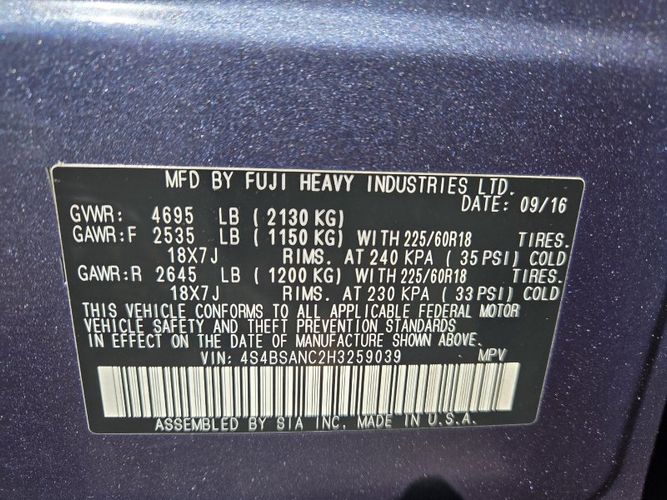 MFD BY FUJI HEAVY INDUSTRIES LTD.
DATE: 09/16
GVWR: 4695 LB (2130 KG)
GAWR:F 2535 LB (1150 KG) WITH 225/60R18 TIRES.
18X7J RIMS. AT 240 KPA ( 35 PSI) COLD
GAWR:R 2645 LB (1200 KG) WITH 225/60R18 TIRES.
18X7J RIMS. AT 230 KPA ( 33 PSI) COLD
THIS VEHICLE CONFORMS TO ALL APPLICABLE FEDERAL MOTOR
VEHICLE SAFETY AND THEFT PREVENTION STANDARDS
IN EFFECT ON THE DATE OF MANUFACTURE SHOWN ABOVE.
VIN: 4S4BSANC2H3259039 MPV
ASSEMBLED BY SIA INC, MADE IN U.S.A.